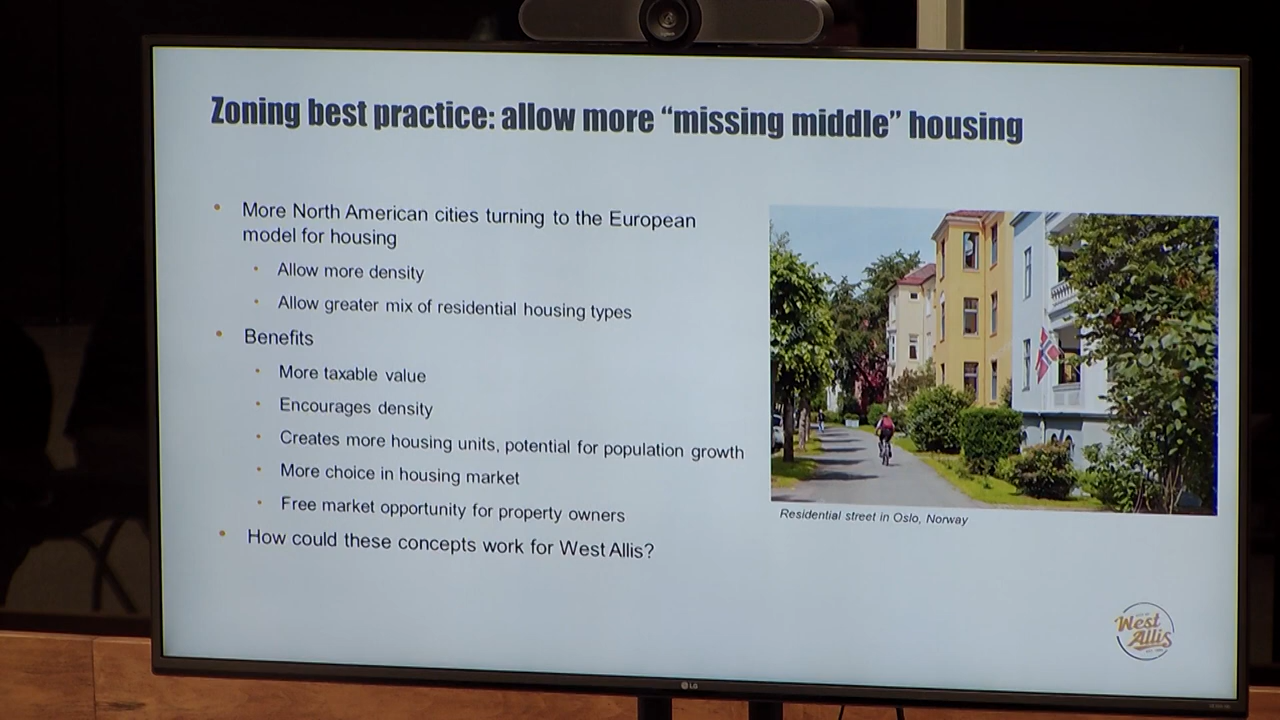 Zoning best practice: allow more “missing middle” housing
• More North American cities turning to the European
model for housing
• Allow more density
• Allow greater mix of residential housing types
• Benefits
• More taxable value
• Encourages density
• Creates more housing units, potential for population growth
• More choice in housing market
• Free market opportunity for property owners
• How could these concepts work for West Allis?
Residential street in Oslo, Norway
West
Allis
LG